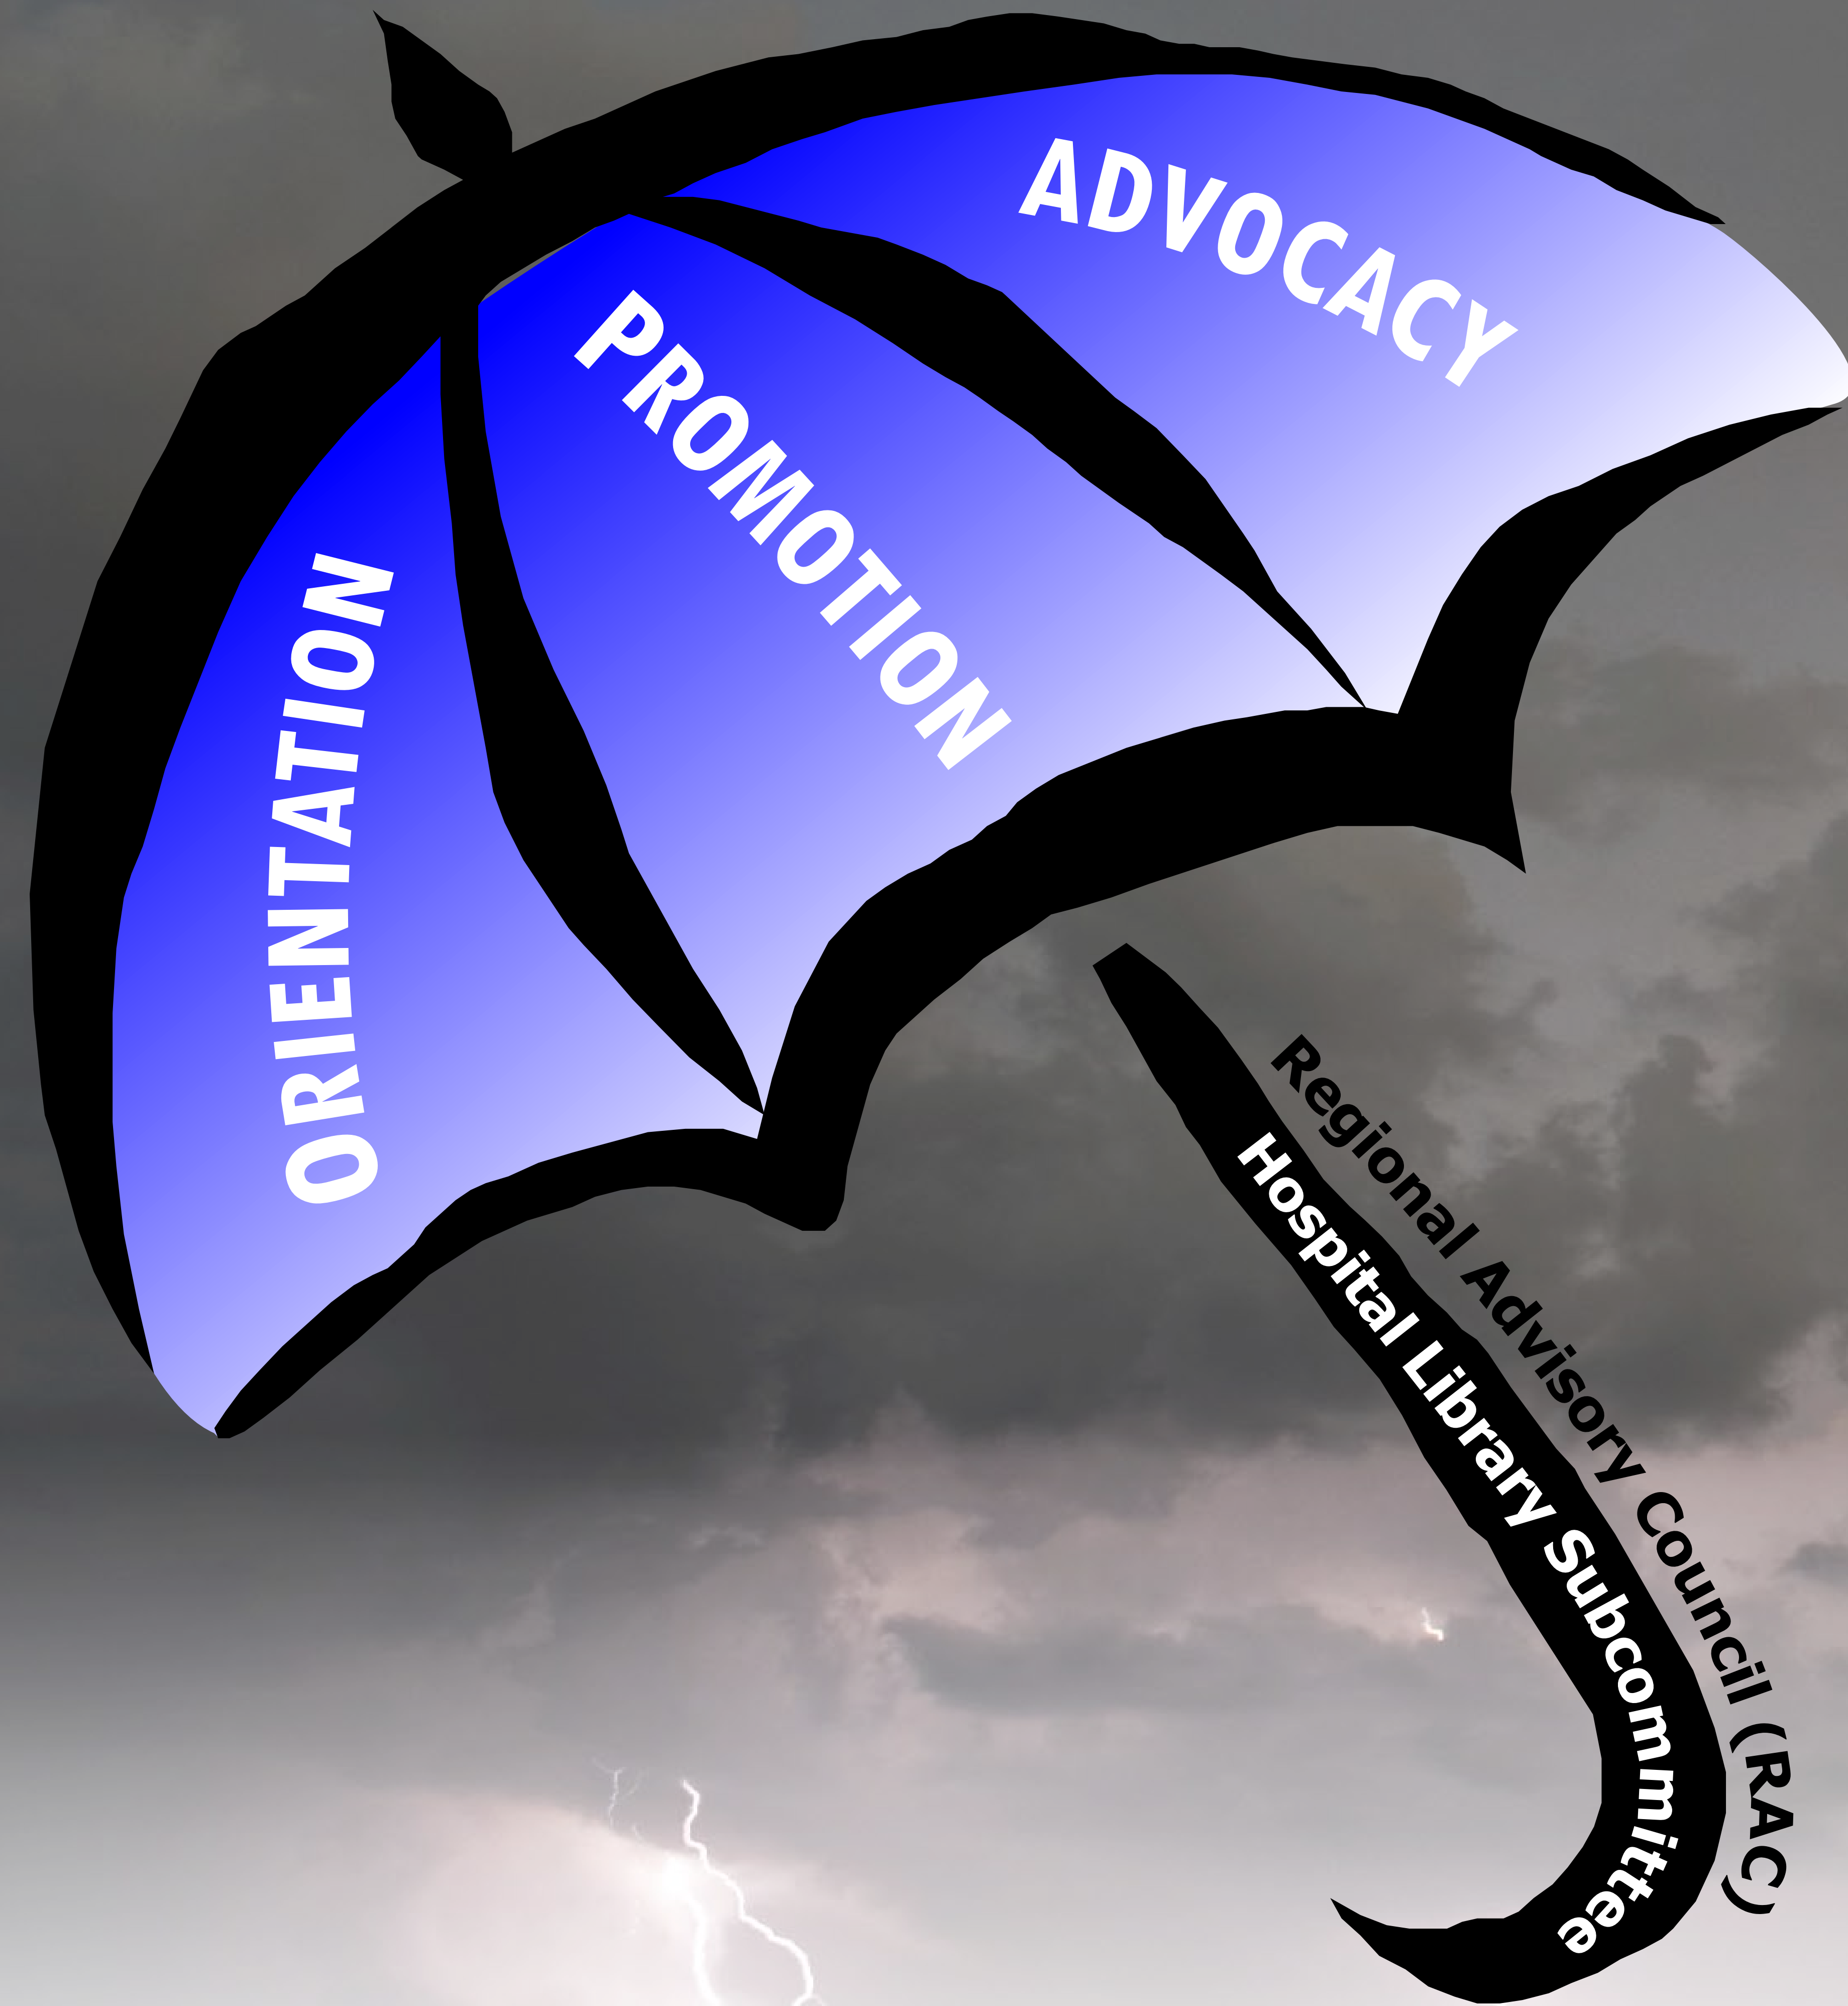 ORIENTATION
PROMOTION
ADVOCACY
Regional Advisory Council (RAC)
Hospital Library Subcommittee